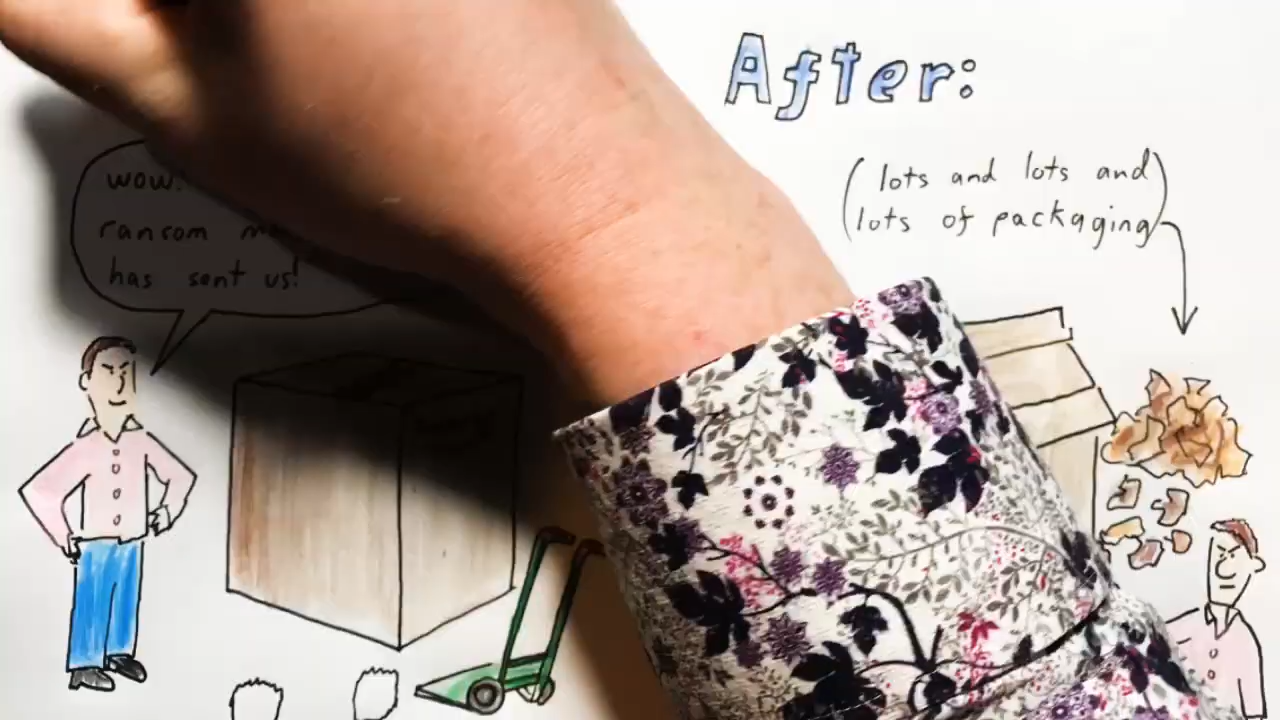 wow!
ransom
has sent us!
After:
(lots and lots and
lots of packaging)